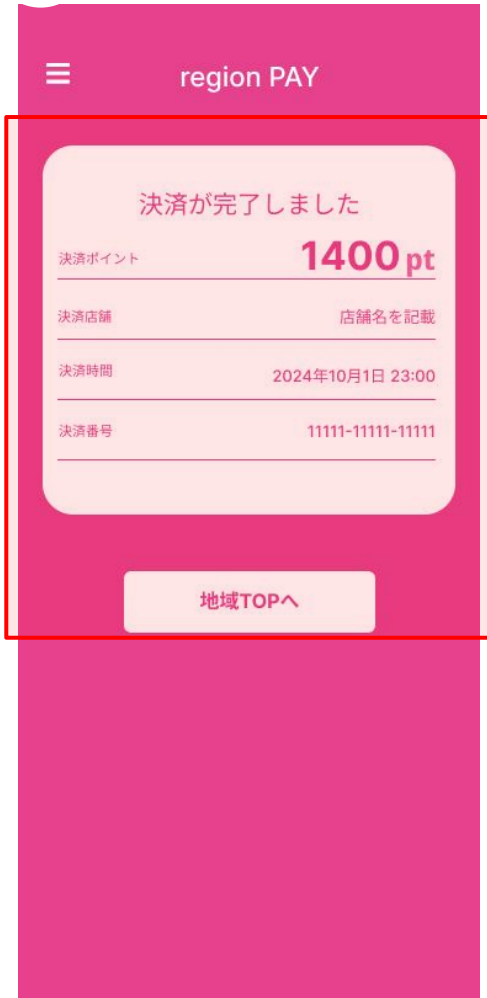 region PAY
決済が完了しました
決済ポイント 1400 pt
決済店舗 店舗名を記載
決済時間 2024年10月1日 23:00
決済番号 11111-11111-11111
地域TOPへ